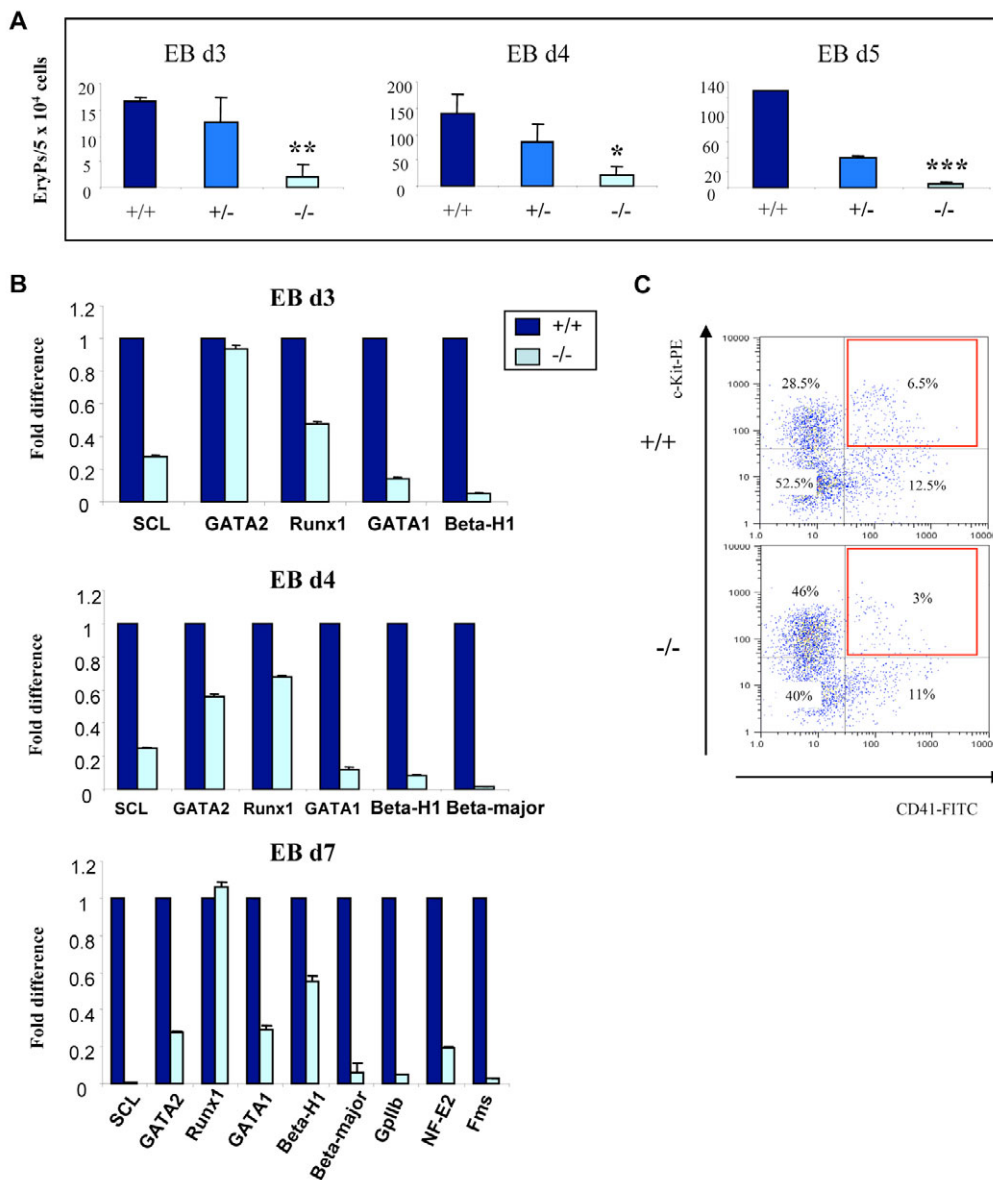 A
EB d3
EB d4
EB d5
EryPs/5 x 10⁴ cells
20
15
10
5
0
+/+
+/-
-/-
**
200
150
100
50
0
+/+
+/-
-/-
*
140
100
60
20
0
+/+
+/-
-/-
***
B
EB d3
+/+
-/-
Fold difference
1.2
1
0.8
0.6
0.4
0.2
0
SCL GATA2 Runx1 GATA1 Beta-H1
EB d4
Fold difference
1.2
1
0.8
0.6
0.4
0.2
0
SCL GATA2 Runx1 GATA1 Beta-H1 Beta-major
EB d7
Fold difference
1.2
1
0.8
0.6
0.4
0.2
0
SCL
GATA2
Runx1
GATA1
Beta-H1
Beta-major
GpIIb
NF-E2
Fms
C
c-Kit-PE
+/+
10000
1000
100
10
1
28.5%
6.5%
52.5%
12.5%
1.0 10 100 1000 10000
-/-
10000
1000
100
10
1
46%
3%
40%
11%
1.0 10 100 1000 1000
CD41-FITC